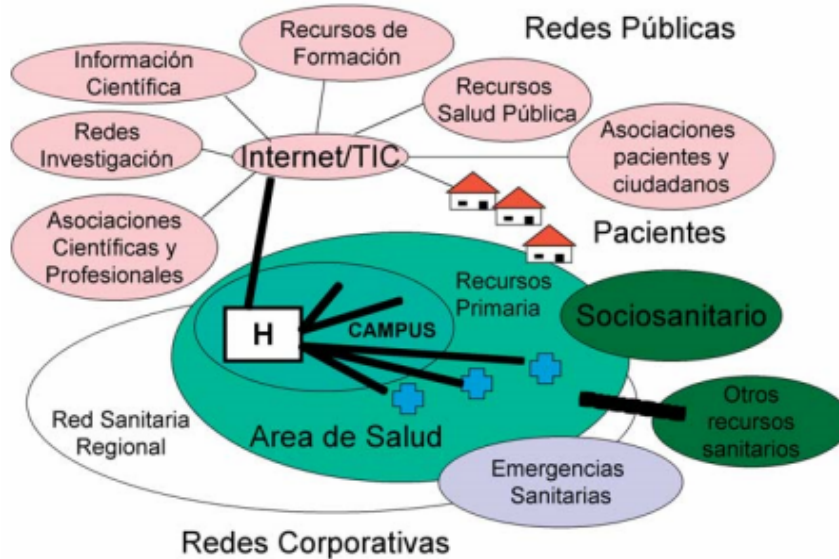 Redes Públicas
Recursos de
Formación
Información
Científica
Recursos
Salud Pública
Redes
Investigación
Internet/TIC
Asociaciones
pacientes y
ciudadanos
Asociaciones
Científicas y
Profesionales
Pacientes
Recursos
Primaria
Sociosanitario
H
CAMPUS
Otros
recursos
sanitarios
Red Sanitaria
Regional
Area de Salud
Emergencias
Sanitarias
Redes Corporativas